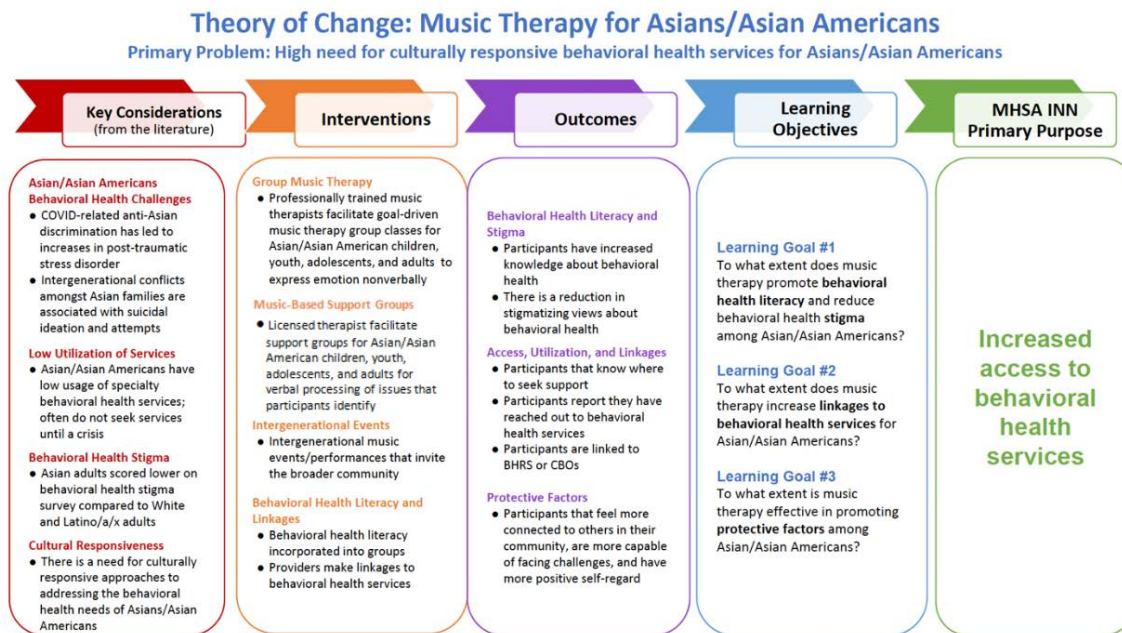 Theory of Change: Music Therapy for Asians/Asian Americans
Primary Problem: High need for culturally responsive behavioral health services for Asians/Asian Americans
Key Considerations
(from the literature)
Asian/Asian Americans
Behavioral Health Challenges
● COVID-related anti-Asian
discrimination has led to
increases in post-traumatic
stress disorder
● Intergenerational conflicts
amongst Asian families are
associated with suicidal
ideation and attempts
Low Utilization of Services
● Asian/Asian Americans have
low usage of specialty
behavioral health services;
often do not seek services
until a crisis
Behavioral Health Stigma
● Asian adults scored lower on
behavioral health stigma
survey compared to White
and Latino/a/x adults
Cultural Responsiveness
● There is a need for culturally
responsive approaches to
addressing the behavioral
health needs of Asians/Asian
Americans
Interventions
Group Music Therapy
● Professionally trained music
therapists facilitate goal-driven
music therapy group classes for
Asian/Asian American children,
youth, adolescents, and adults to
express emotion nonverbally
Music-Based Support Groups
● Licensed therapist facilitate
support groups for Asian/Asian
American children, youth,
adolescents, and adults for
verbal processing of issues that
participants identify
Intergenerational Events
● Intergenerational music
events/performances that invite
the broader community
Behavioral Health Literacy and
Linkages
● Behavioral health literacy
incorporated into groups
● Providers make linkages to
behavioral health services
Outcomes
Behavioral Health Literacy and
Stigma
● Participants have increased
knowledge about behavioral
health
● There is a reduction in
stigmatizing views about
behavioral health
Access, Utilization, and Linkages
● Participants that know where
to seek support
● Participants report they have
reached out to behavioral
health services
● Participants are linked to
BHRS or CBOs
Protective Factors
● Participants that feel more
connected to others in their
community, are more capable
of facing challenges, and have
more positive self-regard
Learning
Objectives
Learning Goal #1
To what extent does music
therapy promote behavioral
health literacy and reduce
behavioral health stigma
among Asian/Asian Americans?
Learning Goal #2
To what extent does music
therapy increase linkages to
behavioral health services for
Asian/Asian Americans?
Learning Goal #3
To what extent is music
therapy effective in promoting
protective factors among
Asian/Asian Americans?
MHSA INN
Primary Purpose
Increased
access to
behavioral
health
services